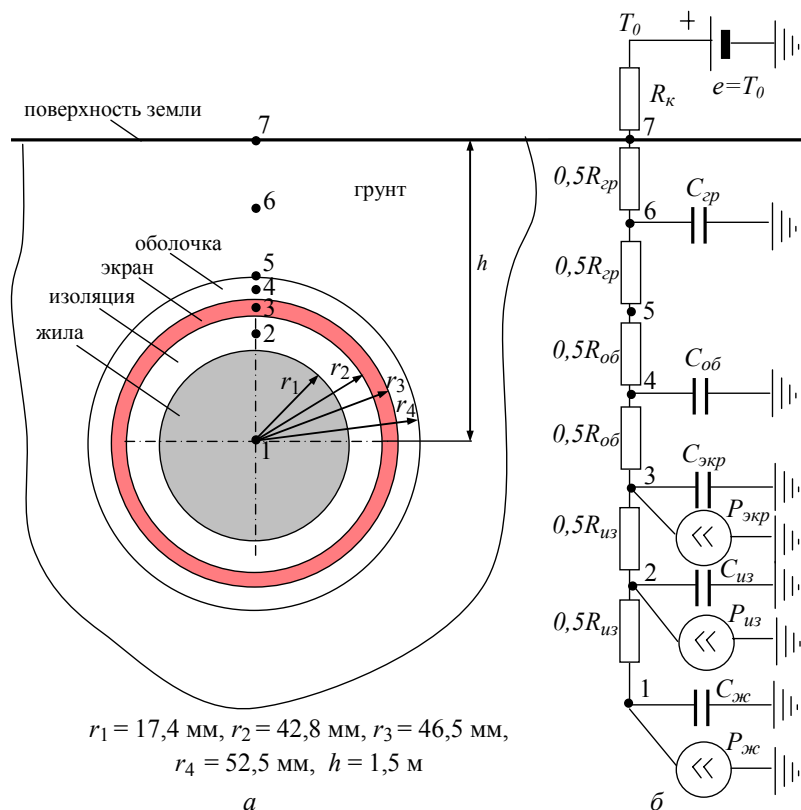 поверхность земли
7
6
грунт
оболочка
5
экран
4
изоляция
3
жила
2
r1
r2
r3
r4
1
h
r1 = 17,4 мм, r2 = 42,8 мм, r3 = 46,5 мм,
r4 = 52,5 мм, h = 1,5 м
а
T0
+
e=T0
Rк
7
0,5Rгр
Cгр
6
0,5Rгр
5
0,5Rоб
Cоб
4
0,5Rоб
Cэкр
3
Pэкр
0,5Rиз
Cиз
2
Pиз
0,5Rиз
1
Cж
Pж
б